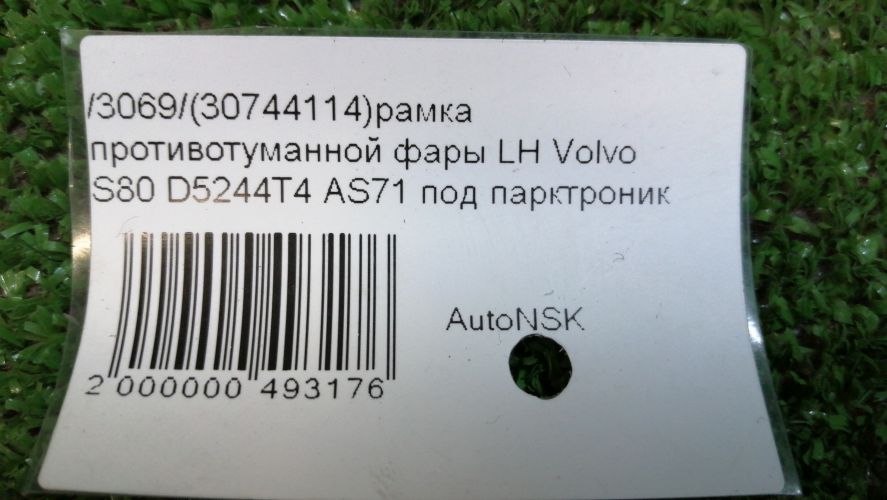 /3069/(30744114)рамка
противотуманной фары LH Volvo
S80 D5244T4 AS71 под парктроник
AutoNSK
2 000000 493176